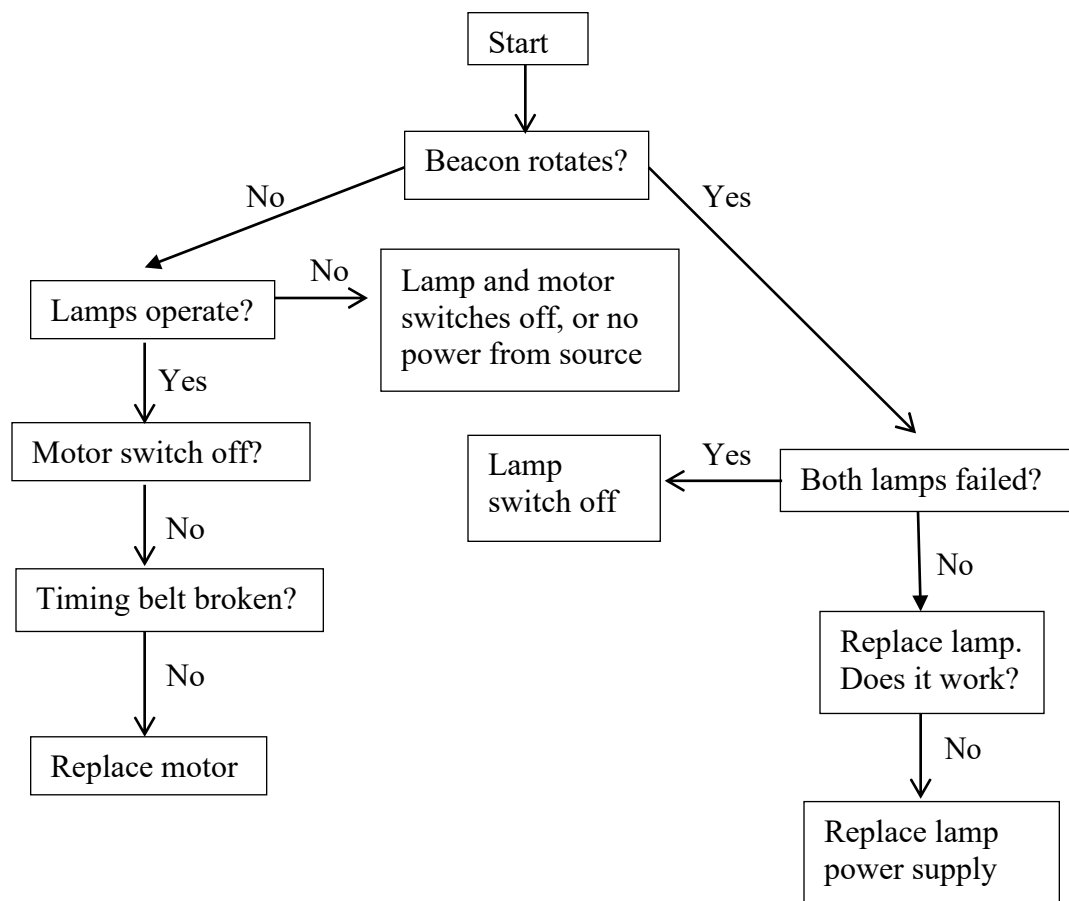 Start
Beacon rotates?
No
Yes
No
Lamp and motor
switches off, or no
power from source
Lamps operate?
Yes
Motor switch off?
Yes
Lamp
switch off
Both lamps failed?
No
No
Timing belt broken?
Replace lamp.
Does it work?
No
No
Replace motor
Replace lamp
power supply